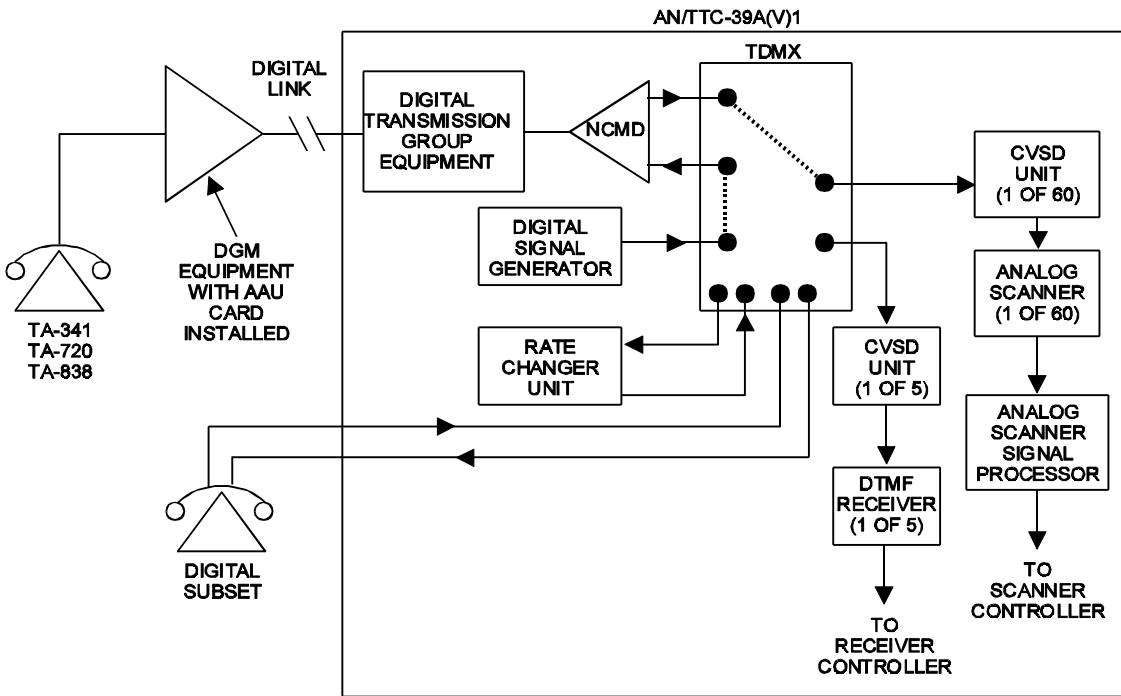 AN/TTC-39A(V)1
TDMX
DIGITAL
LINK
DIGITAL
TRANSMISSION
GROUP
EQUIPMENT
NCMD
CVSD
UNIT
(1 OF 60)
DIGITAL
SIGNAL
GENERATOR
DGM
EQUIPMENT
WITH AAU
CARD
INSTALLED
ANALOG
SCANNER
(1 OF 60)
TA-341
TA-720
TA-838
RATE
CHANGER
UNIT
CVSD
UNIT
(1 OF 5)
ANALOG
SCANNER
SIGNAL
PROCESSOR
DTMF
RECEIVER
(1 OF 5)
DIGITAL
SUBSET
TO
SCANNER
CONTROLLER
TO
RECEIVER
CONTROLLER